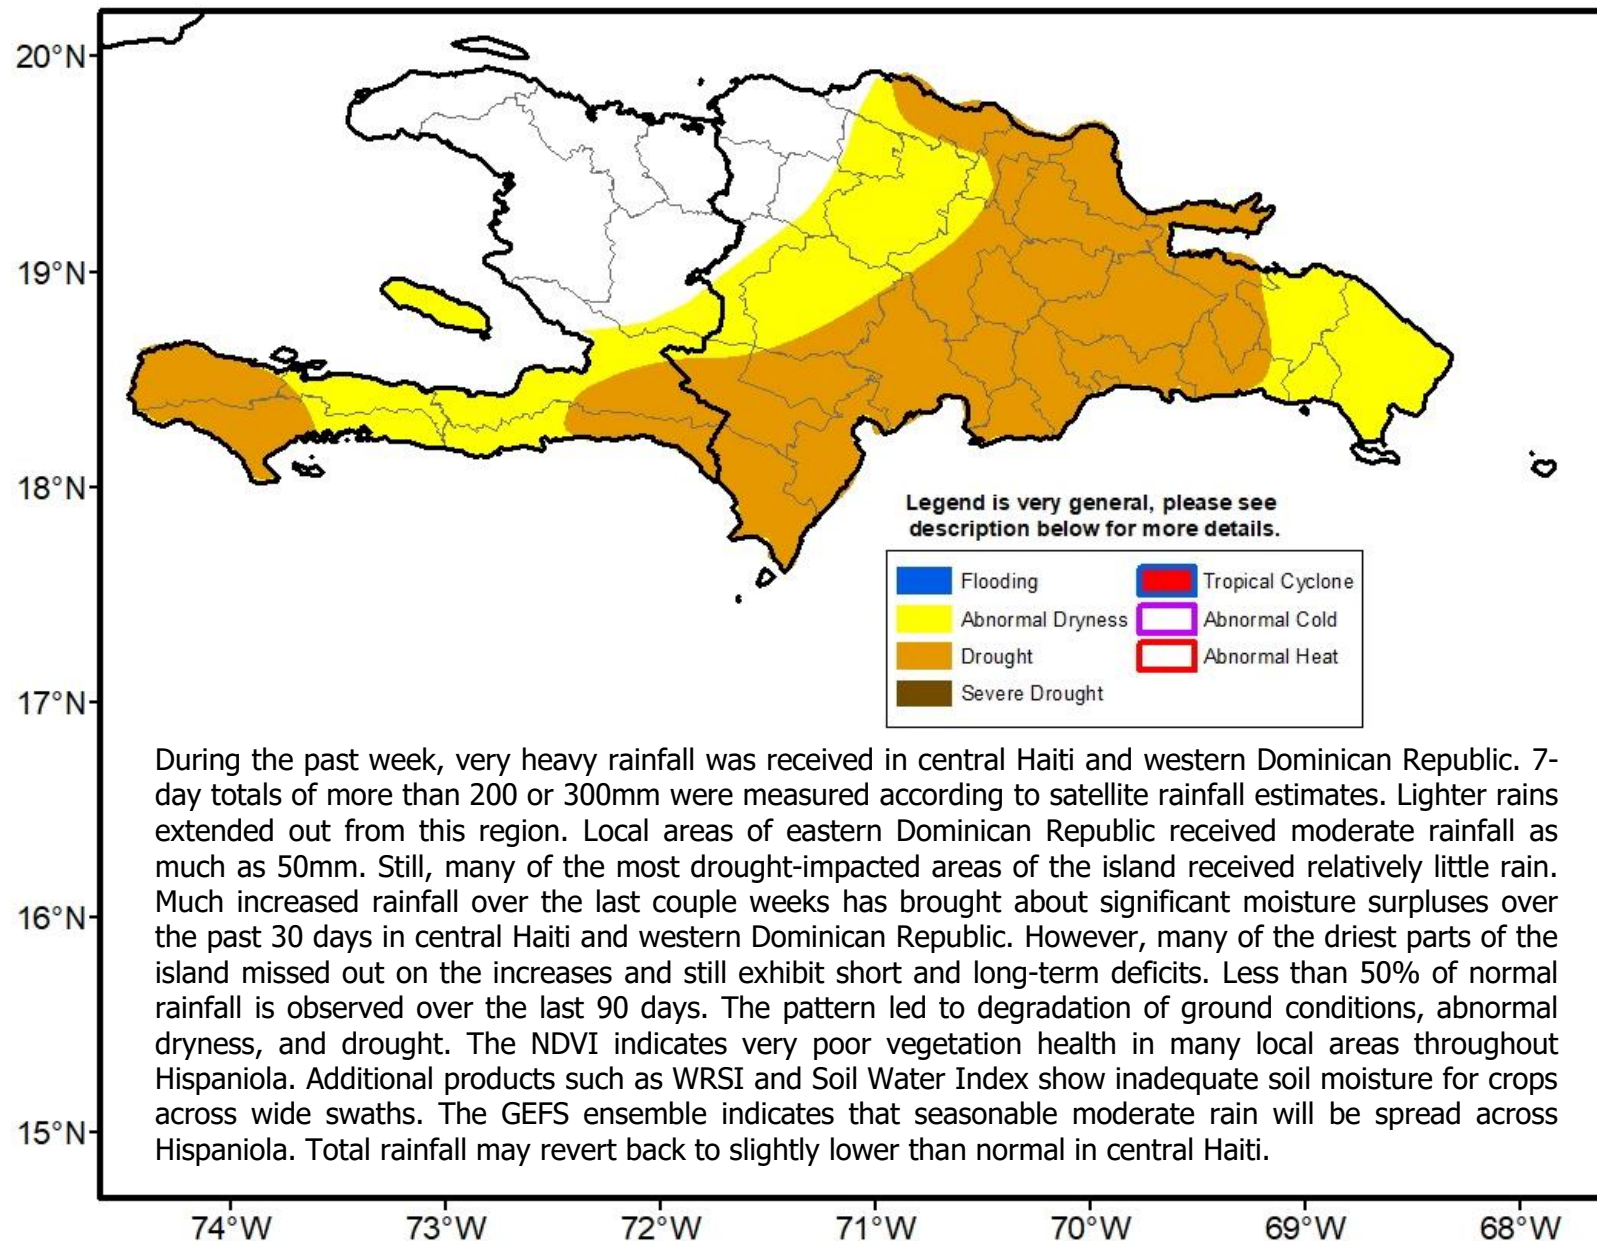 20°N
19°N
18°N
17°N
16°N
15°N
Legend is very general, please see
description below for more details.
Flooding
Abnormal Dryness
Drought
Severe Drought
Tropical Cyclone
Abnormal Cold
Abnormal Heat
During the past week, very heavy rainfall was received in central Haiti and western Dominican Republic. 7-
day totals of more than 200 or 300mm were measured according to satellite rainfall estimates. Lighter rains
extended out from this region. Local areas of eastern Dominican Republic received moderate rainfall as
much as 50mm. Still, many of the most drought-impacted areas of the island received relatively little rain.
Much increased rainfall over the last couple weeks has brought about significant moisture surpluses over
the past 30 days in central Haiti and western Dominican Republic. However, many of the driest parts of the
island missed out on the increases and still exhibit short and long-term deficits. Less than 50% of normal
rainfall is observed over the last 90 days. The pattern led to degradation of ground conditions, abnormal
dryness, and drought. The NDVI indicates very poor vegetation health in many local areas throughout
Hispaniola. Additional products such as WRSI and Soil Water Index show inadequate soil moisture for crops
across wide swaths. The GEFS ensemble indicates that seasonable moderate rain will be spread across
Hispaniola. Total rainfall may revert back to slightly lower than normal in central Haiti.
74°W
73°W
72°W
71°W
70°W
69°W
68°W